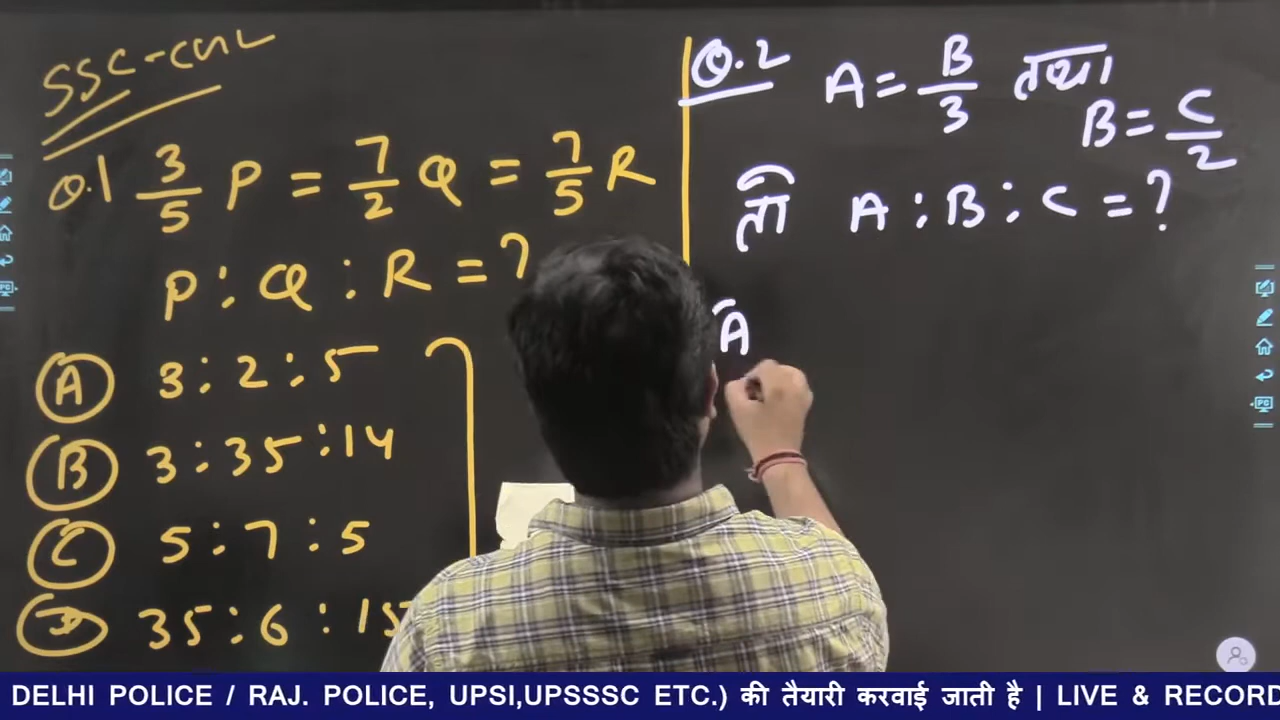 SSC-CGL
Q.1 3/5 P = 7/2 Q = 7/5 R
P : Q : R = ?
A 3 : 2 : 5
B 3 : 35 : 14
C 5 : 7 : 5
D 35 : 6 : 15
Q.2 A = B/3 तथा
B = C/2
तो A : B : C = ?
A
DELHI POLICE / RAJ. POLICE, UPSI,UPSSSC ETC.) की तैयारी करवाई जाती है | LIVE & RECORD